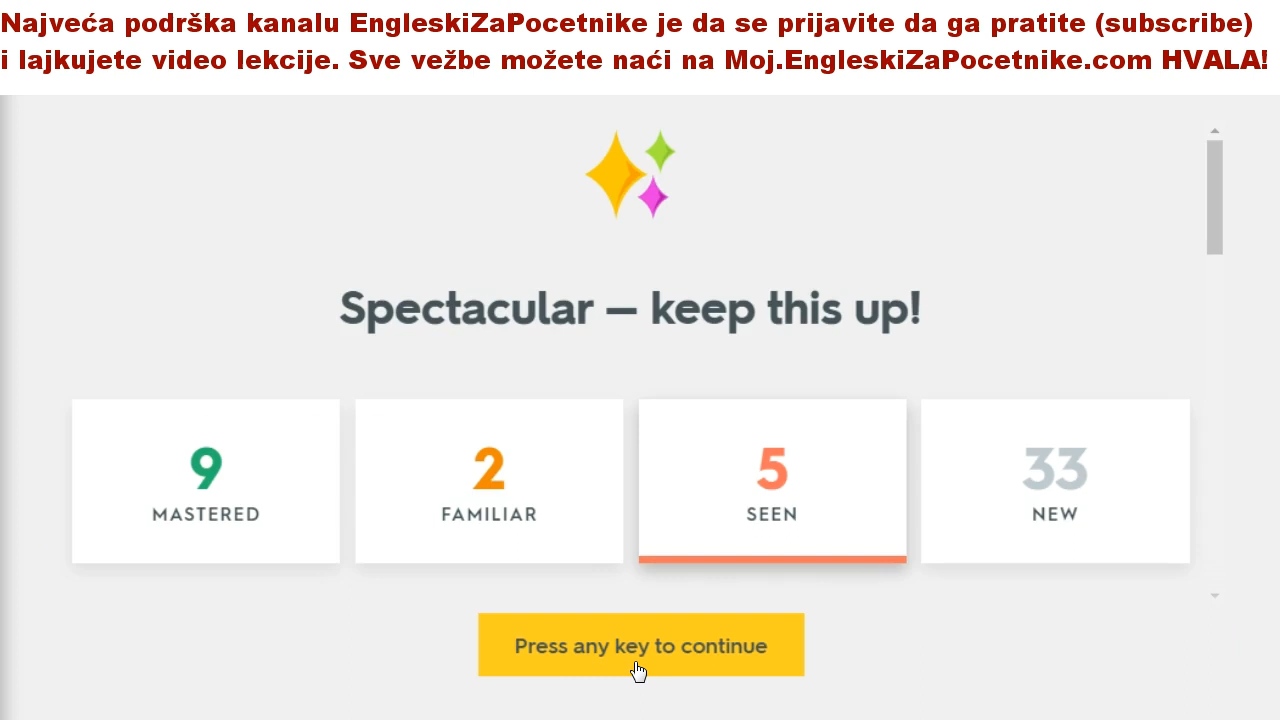 Najveća podrška kanalu EngleskiZaPocetnike je da se prijavite da ga pratite (subscribe)
i lajkujete video lekcije. Sve vežbe možete naći na Moj.EngleskiZaPocetnike.com HVALA!
Spectacular — keep this up!
9 2 5 33
MASTERED FAMILIAR SEEN NEW
Press any key to continue